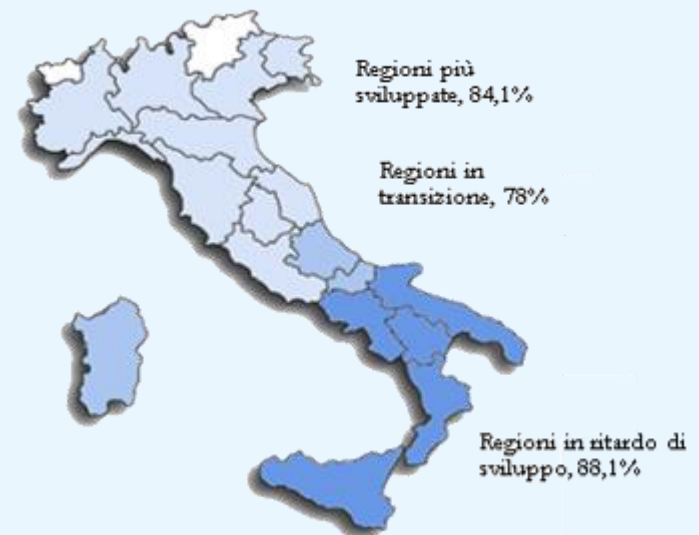 Regioni più
sviluppate, 84,1%
Regioni in
transizione, 78%
Regioni in ritardo di
sviluppo, 88,1%